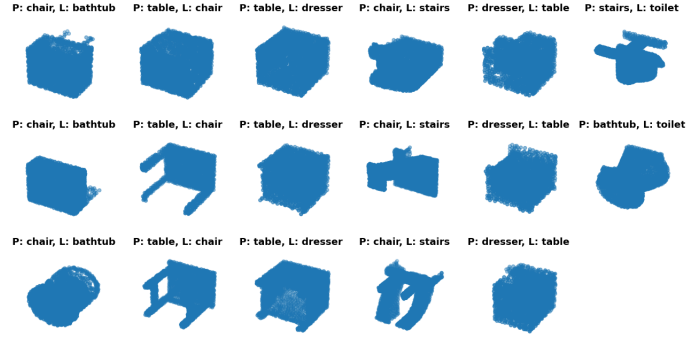 P: chair, L: bathtub P: table, L: chair P: table, L: dresser P: chair, L: stairs P: dresser, L: table P: stairs, L: toilet
P: chair, L: bathtub P: table, L: chair P: table, L: dresser P: chair, L: stairs P: dresser, L: table P: bathtub, L: toilet
P: chair, L: bathtub P: table, L: chair P: table, L: dresser P: chair, L: stairs P: dresser, L: table